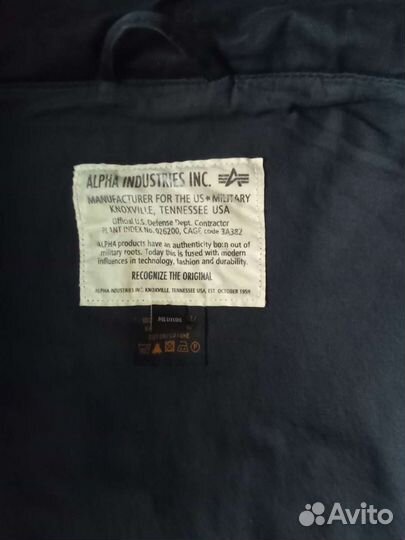 ALPHA INDUSTRIES INC.
MANUFACTURER FOR THE US ★ MILITARY
KNOXVILLE, TENNESSEE USA
Official U.S. Defense Dept. Contractor
PLANT INDEX No. 026200, CAGE code 3A382
ALPHA products have an authenticity born out of
military roots. Today this is fused with modern
influences in technology, fashion and durability.
RECOGNIZE THE ORIGINAL
ALPHA INDUSTRIES INC. KNOXVILLE, TENNESSEE USA, EST. OCTOBER 1959
Avito